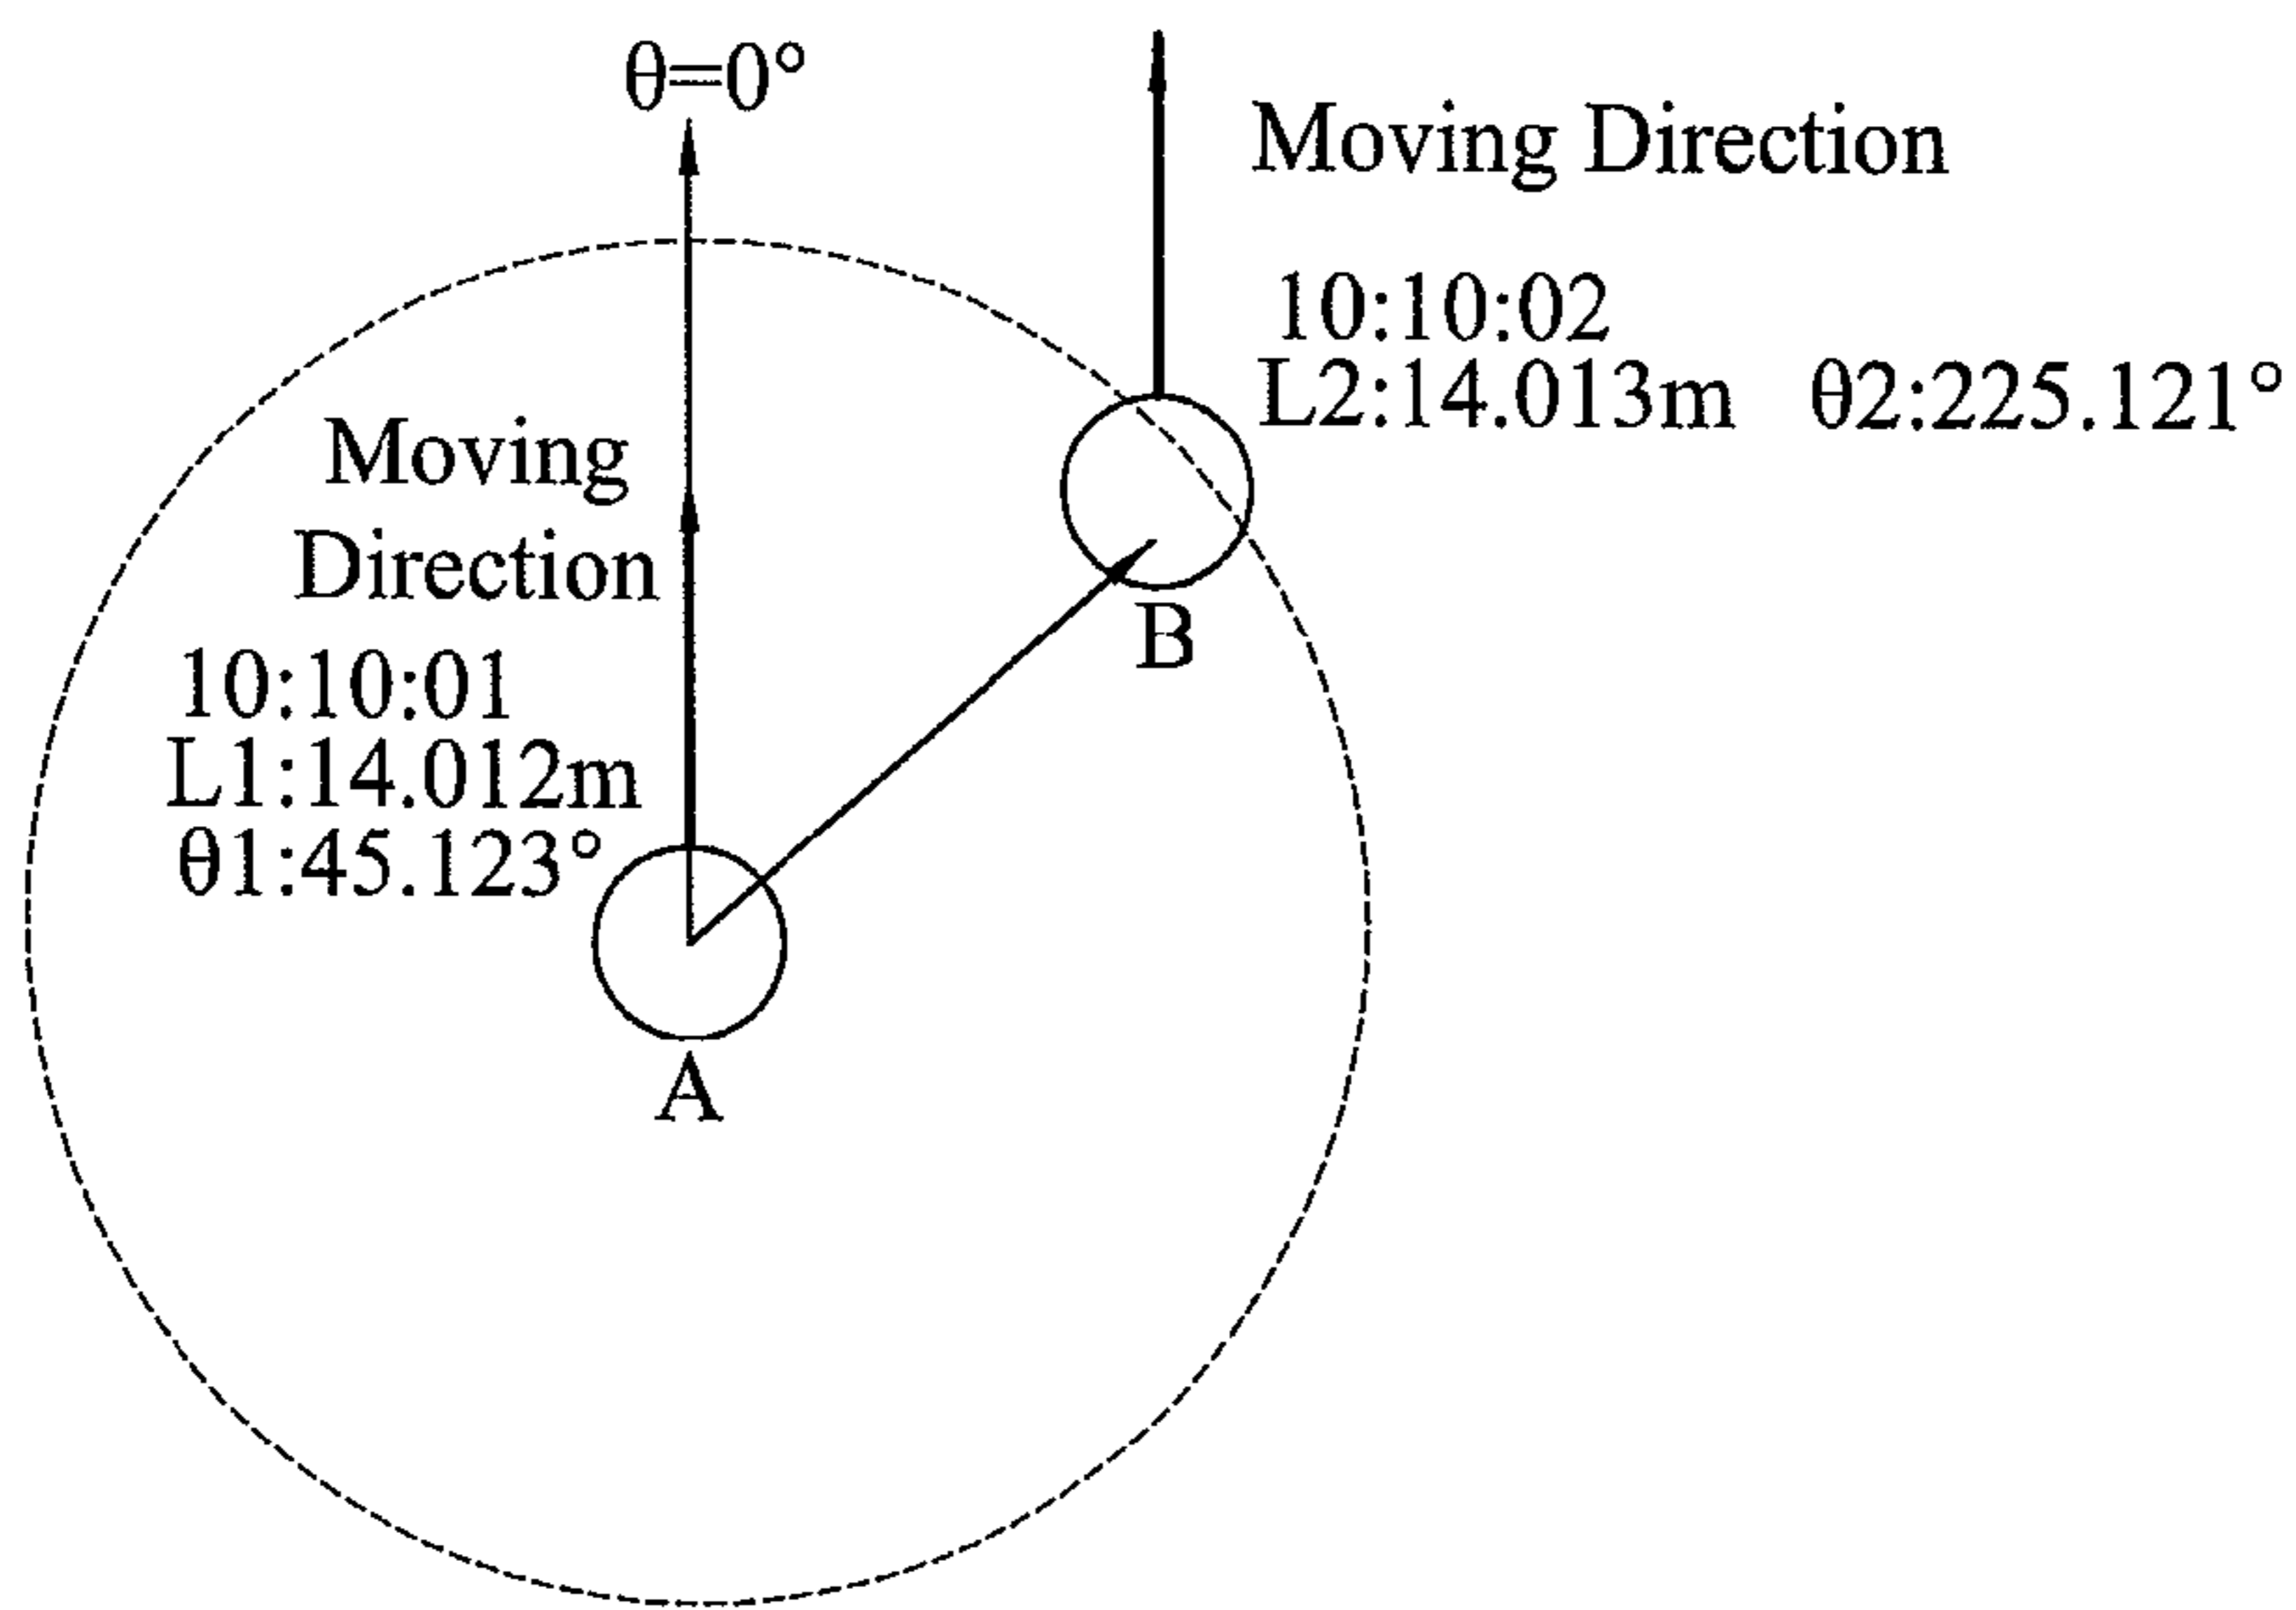 θ=0°
Moving Direction
10:10:02
L2:14.013m θ2:225.121°
Moving
Direction
10:10:01
L1:14.012m
θ1:45.123°
B
A